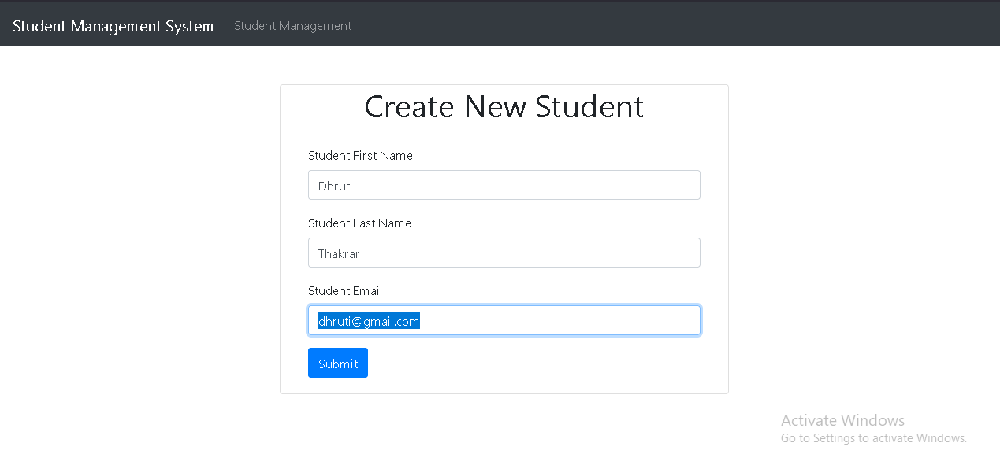 Student Management System Student Management
Create New Student
Student First Name
Dhruti
Student Last Name
Thakrar
Student Email
dhruti@gmail.com
Submit
Activate Windows
Go to Settings to activate Windows.